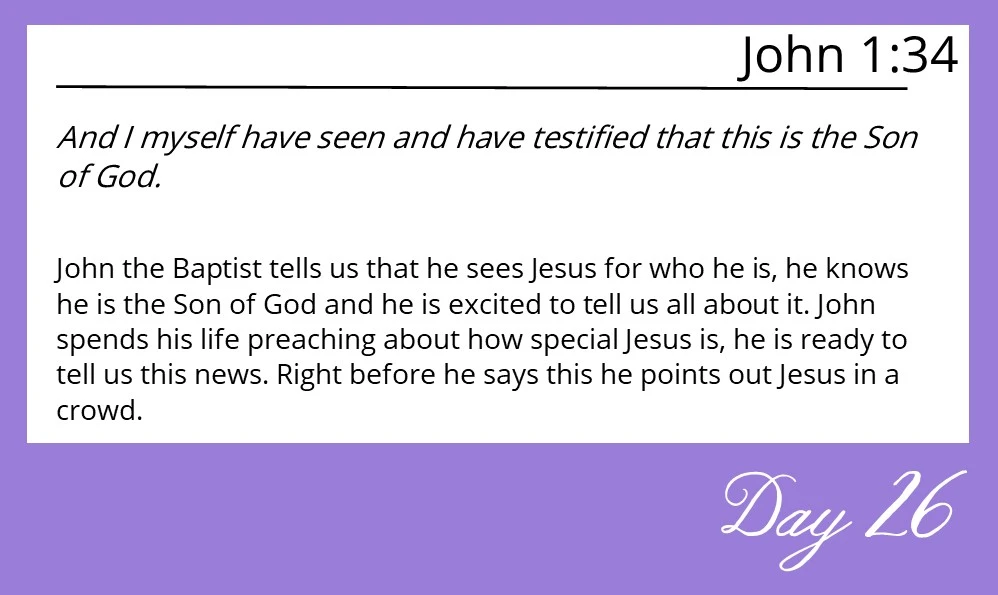 John 1:34
And I myself have seen and have testified that this is the Son
of God.
John the Baptist tells us that he sees Jesus for who he is, he knows
he is the Son of God and he is excited to tell us all about it. John
spends his life preaching about how special Jesus is, he is ready to
tell us this news. Right before he says this he points out Jesus in a
crowd.
Day 26